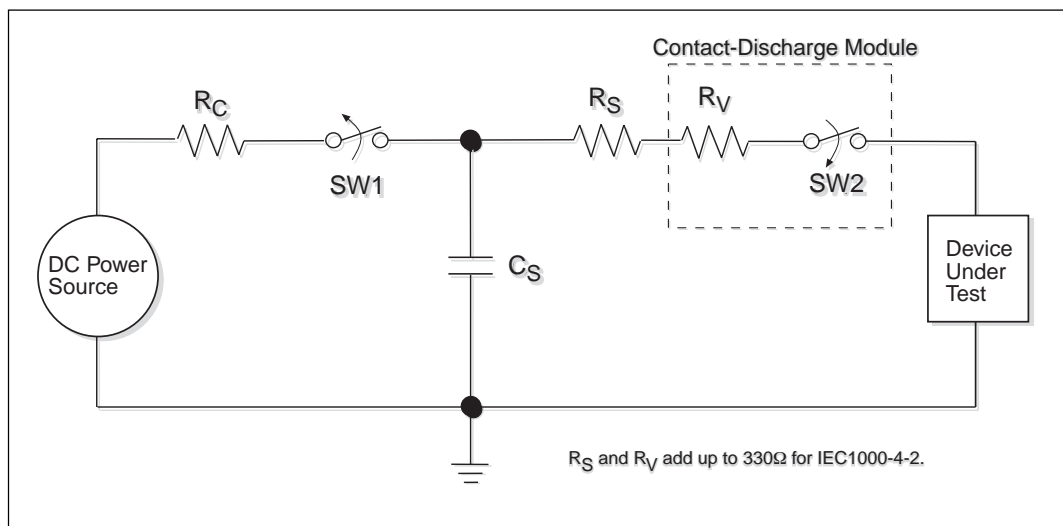 Contact-Discharge Module
RC
RS
RV
SW1
SW2
DC Power
Source
CS
Device
Under
Test
RS and RV add up to 330Ω for IEC1000-4-2.